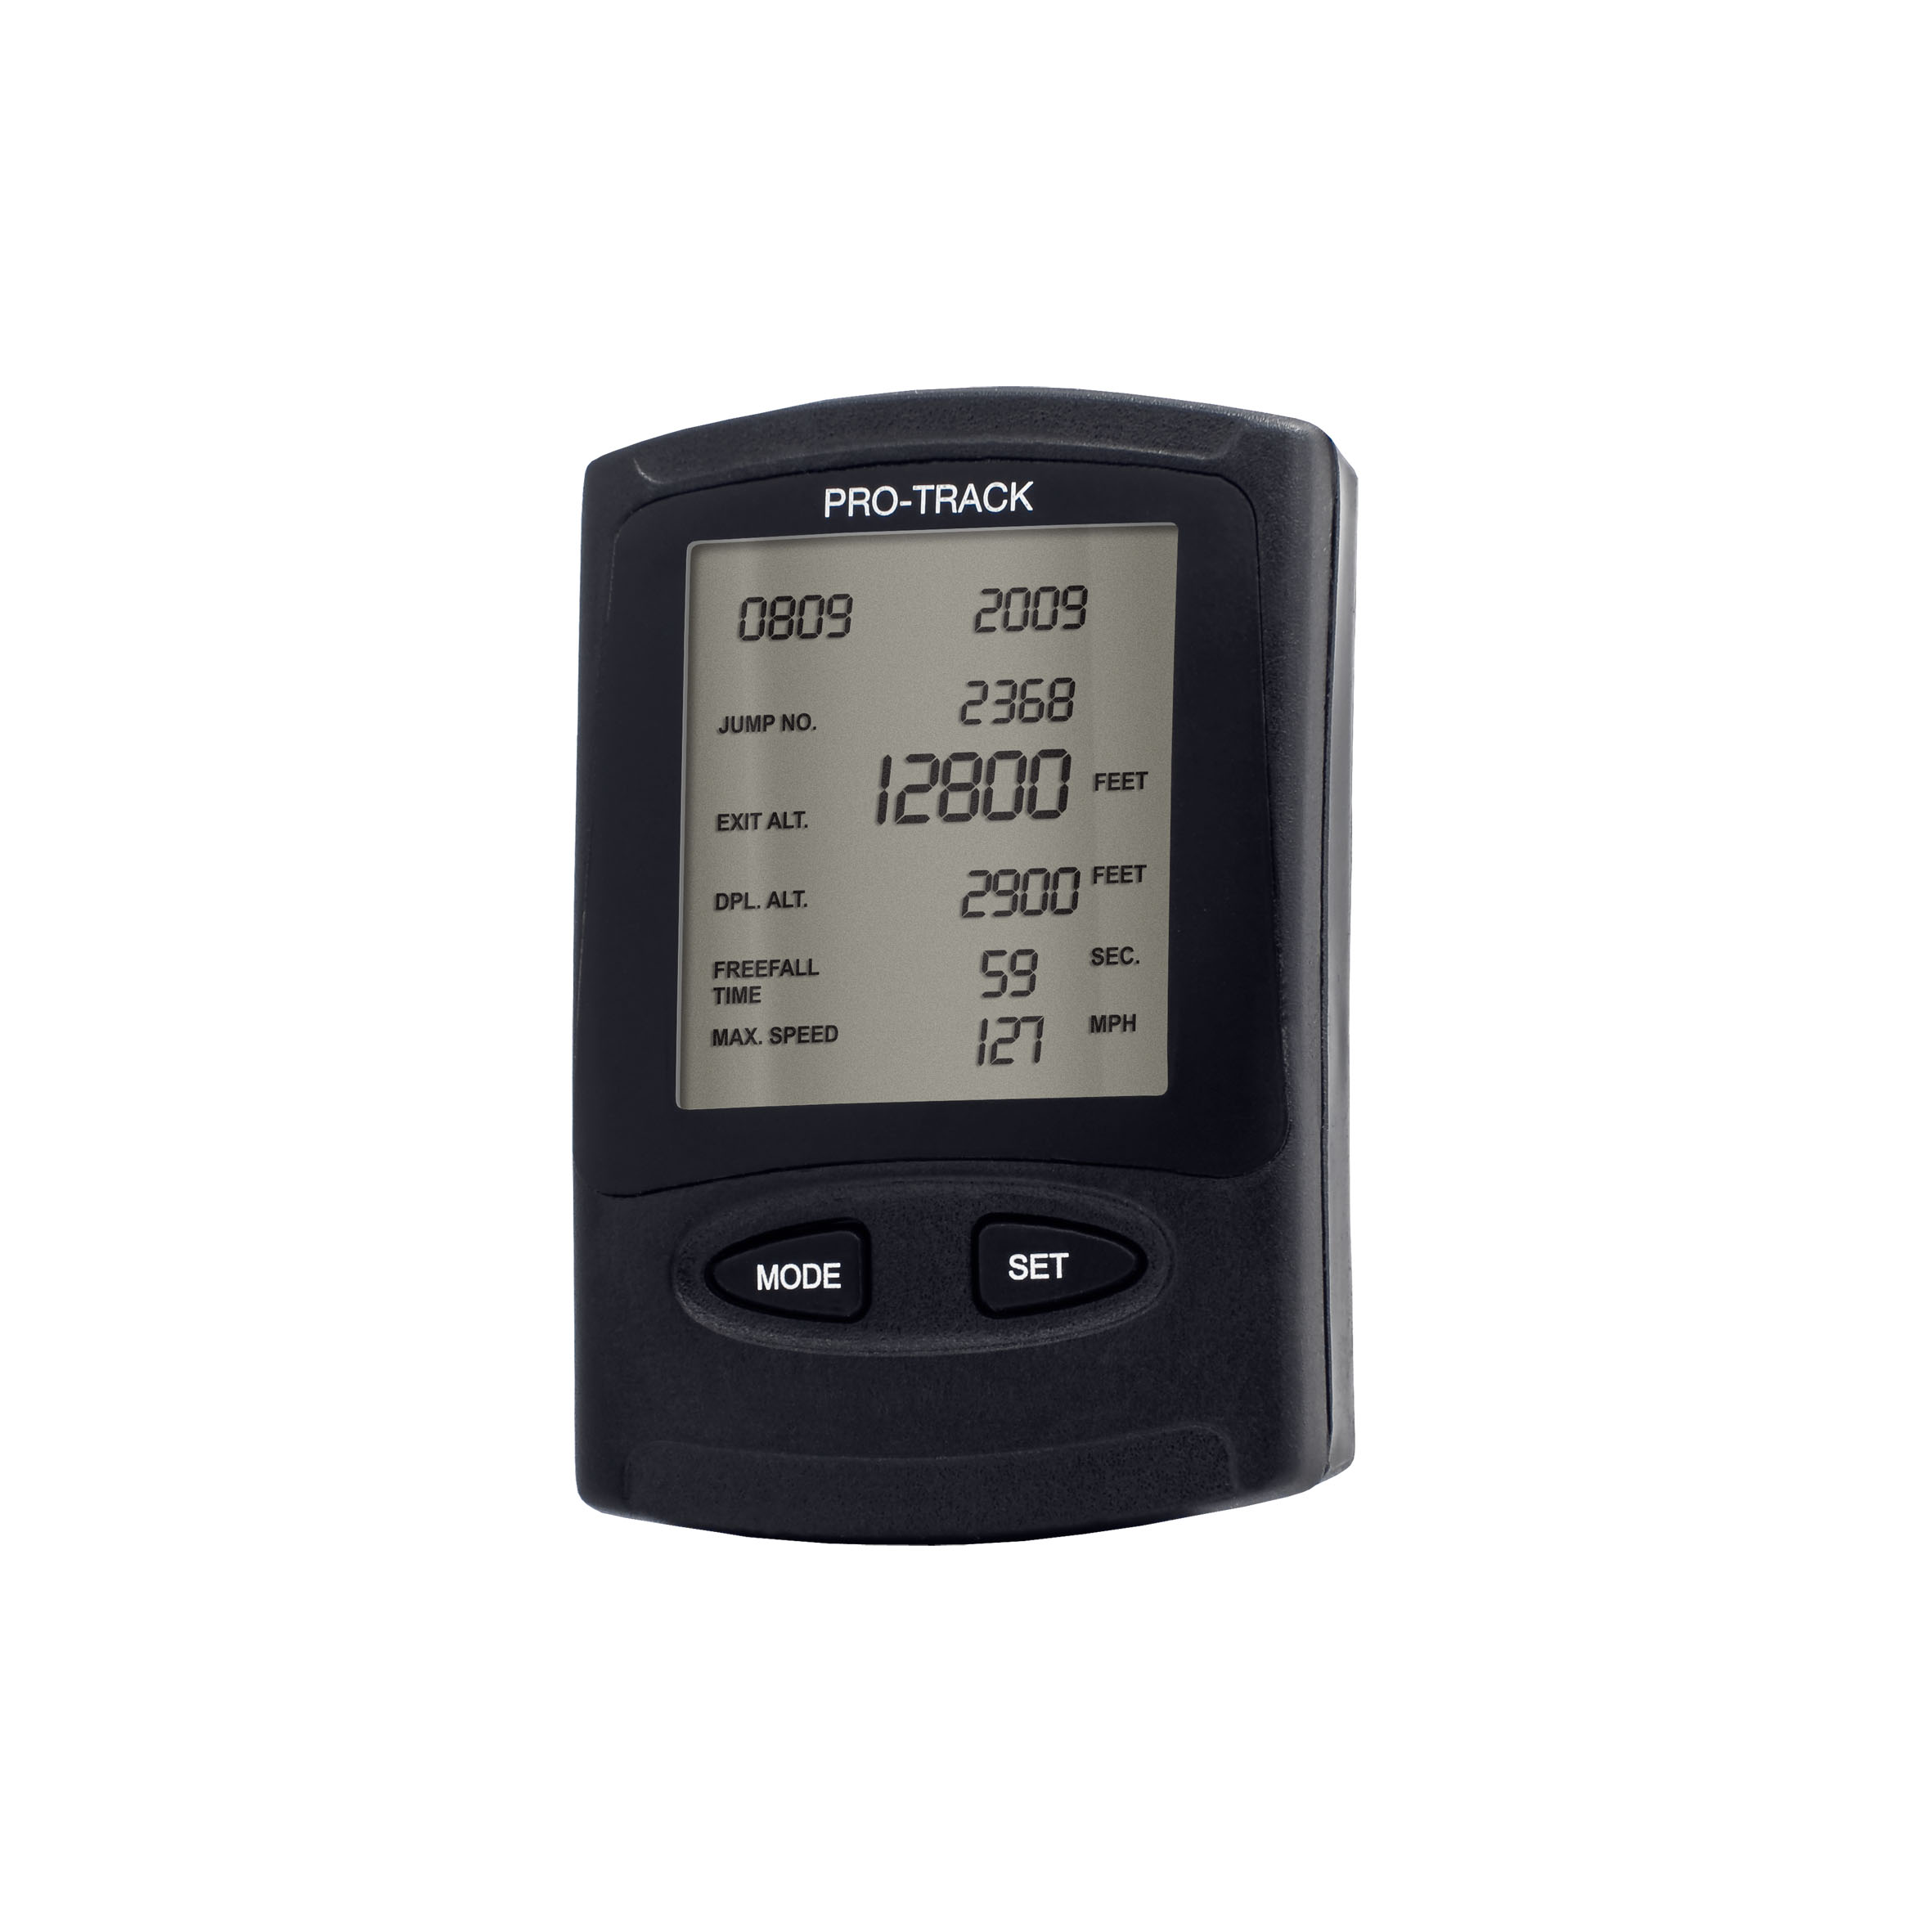 PRO-TRACK
0809 2009
JUMP NO. 2368
EXIT ALT. 12800 FEET
DPL. ALT. 2900 FEET
FREEFALL TIME 59 SEC.
MAX. SPEED 127 MPH
MODE SET